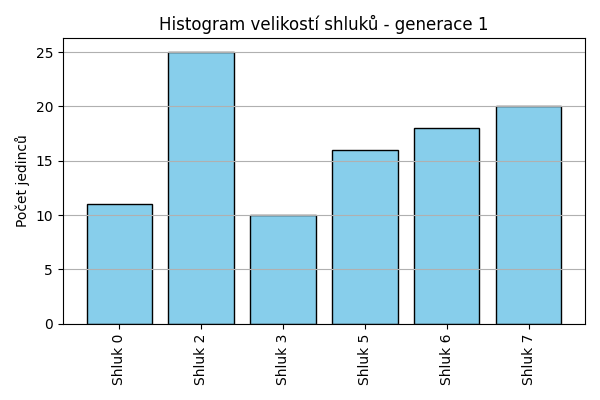 Histogram velikostí shluků - generace 1
Počet jedinců
25
20
15
10
5
0
Shluk 0
Shluk 2
Shluk 3
Shluk 5
Shluk 6
Shluk 7